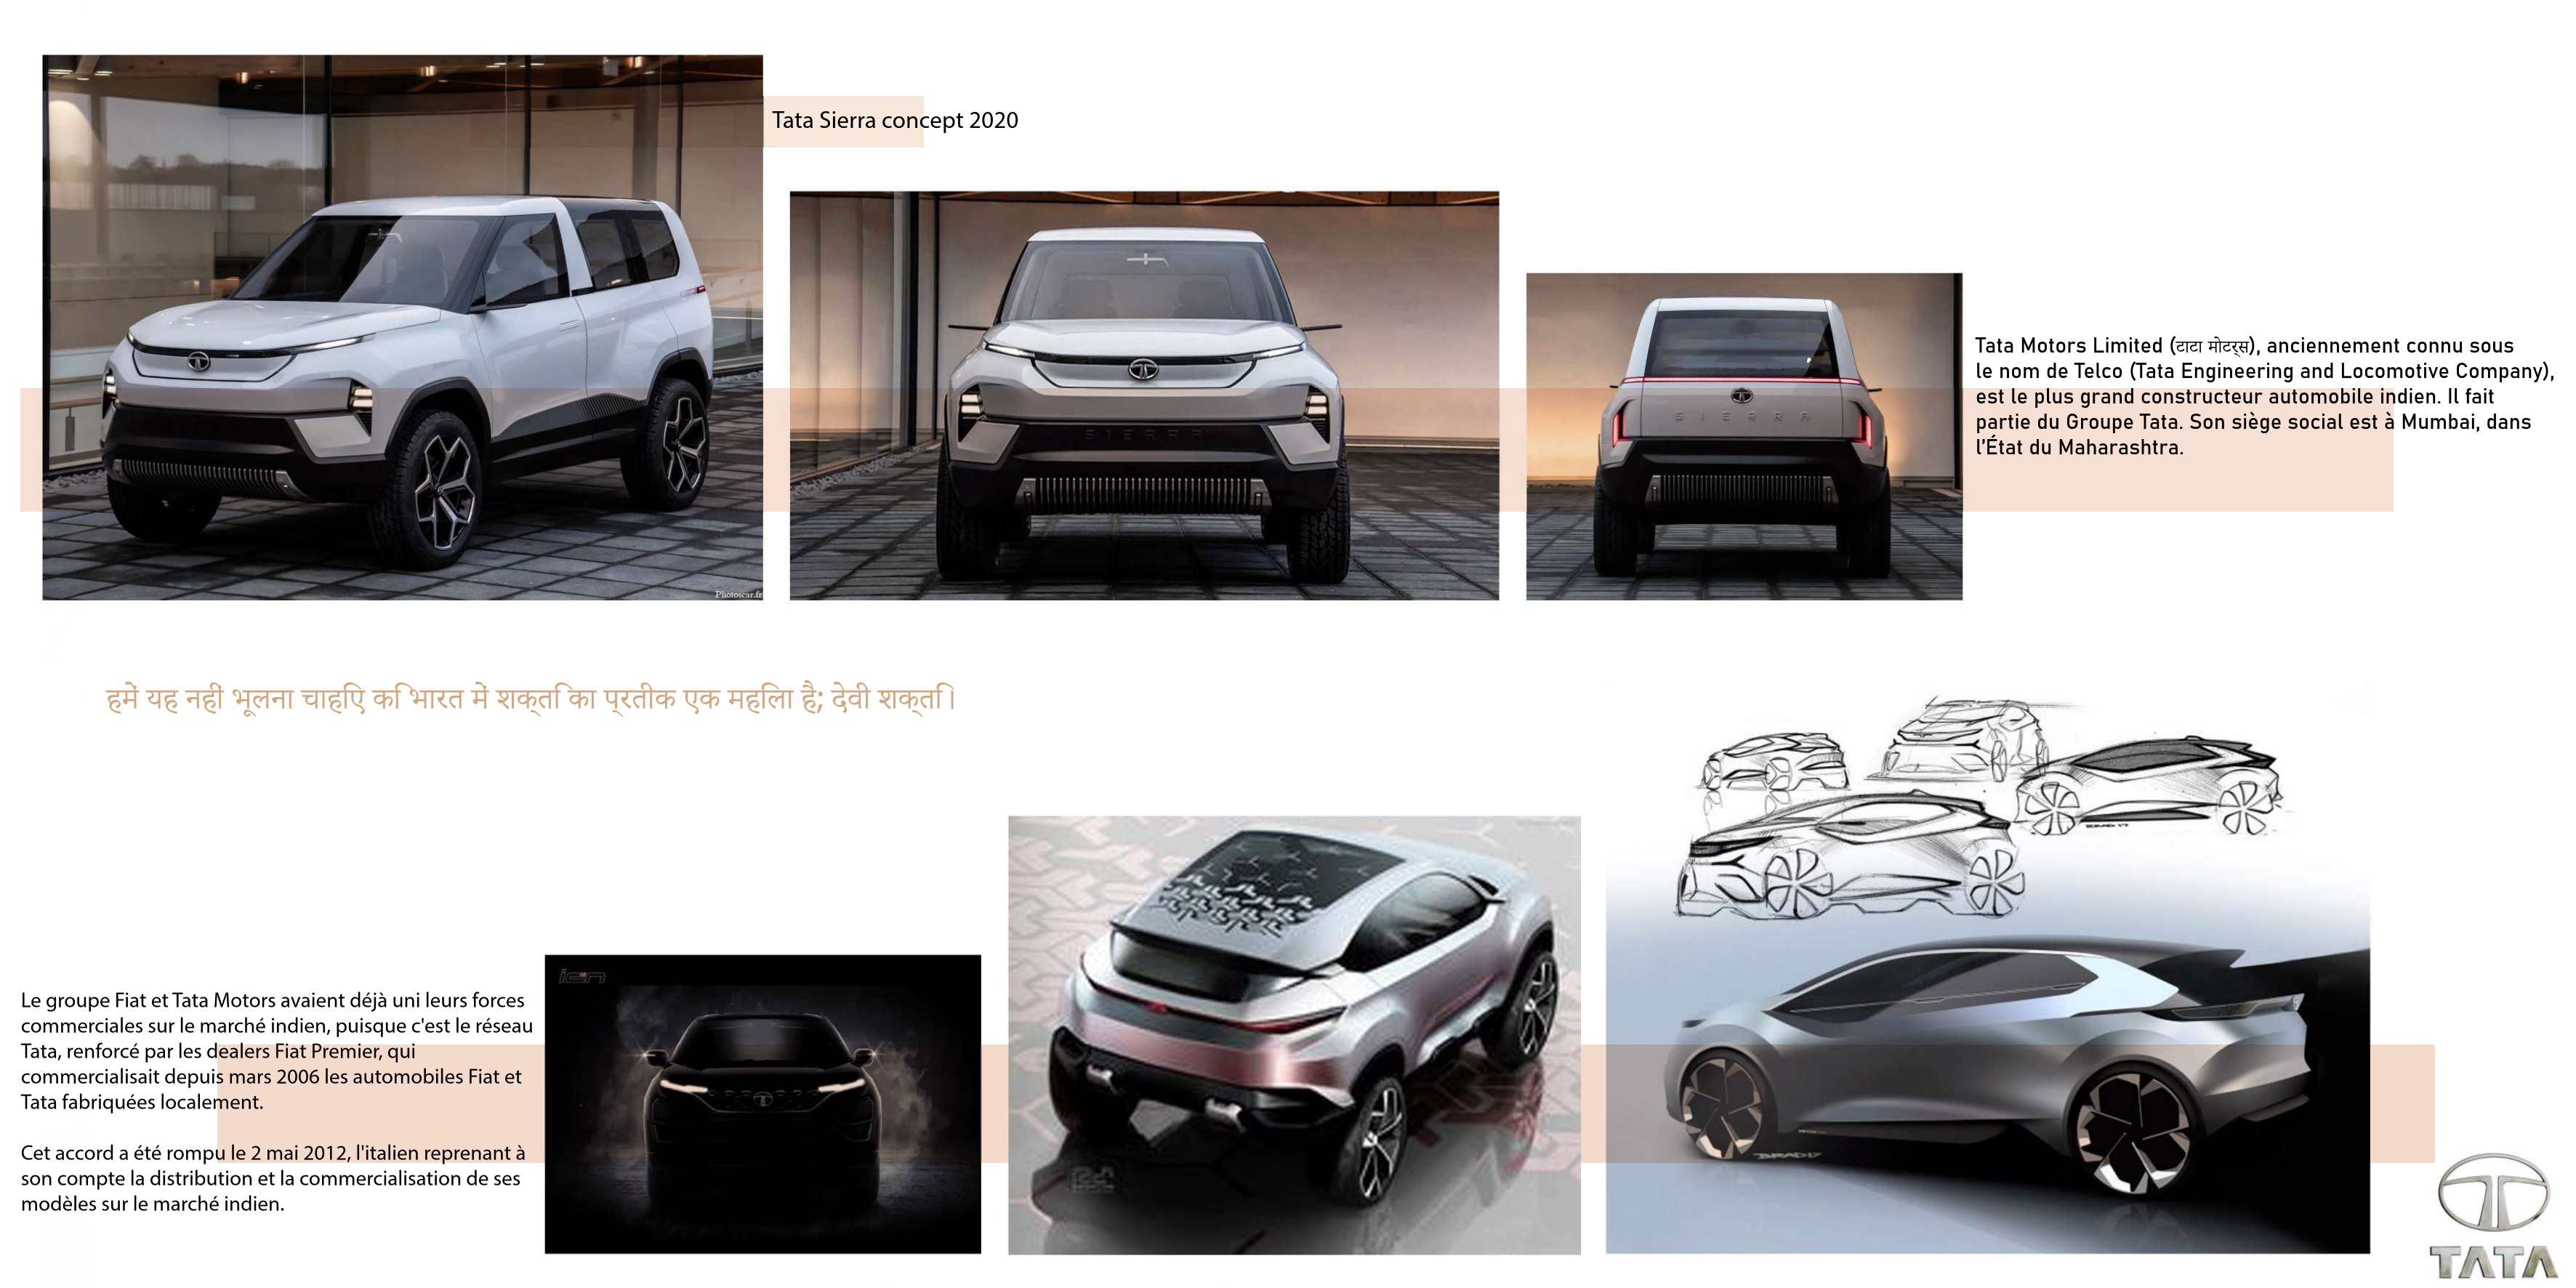 Tata Sierra concept 2020
SIERRA
SIERRA
Photoscar.fr
Tata Motors Limited (टाटा मोटर्स), anciennement connu sous
le nom de Telco (Tata Engineering and Locomotive Company),
est le plus grand constructeur automobile indien. Il fait
partie du Groupe Tata. Son siège social est à Mumbai, dans
l'État du Maharashtra.
हमें यह नहीं भूलना चाहिए कि भारत में शक्ति का प्रतीक एक महिला है; देवी शक्ति।
Le groupe Fiat et Tata Motors avaient déjà uni leurs forces
commerciales sur le marché indien, puisque c'est le réseau
Tata, renforcé par les dealers Fiat Premier, qui
commercialisait depuis mars 2006 les automobiles Fiat et
Tata fabriquées localement.
Cet accord a été rompu le 2 mai 2012, l'italien reprenant à
son compte la distribution et la commercialisation de ses
modèles sur le marché indien.
BRAD 17
BRAD 17
TATA